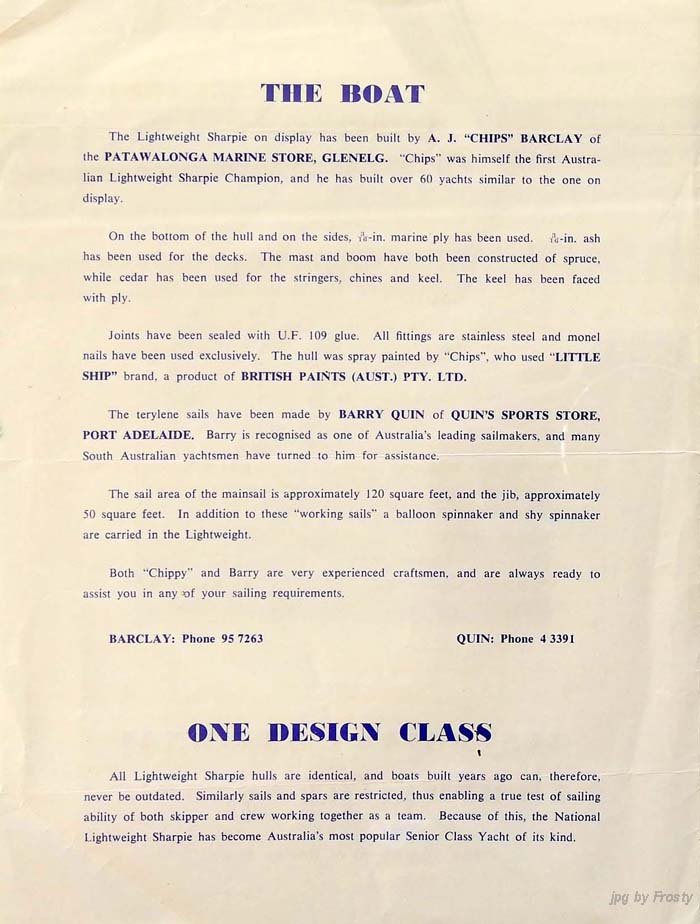 THE BOAT
The Lightweight Sharpie on display has been built by A. J. “CHIPS” BARCLAY of
the PATAWALONGA MARINE STORE, GLENELG. “Chips” was himself the first Austra-
lian Lightweight Sharpie Champion, and he has built over 60 yachts similar to the one on
display.
On the bottom of the hull and on the sides, -in. marine ply has been used. -in. ash
has been used for the decks. The mast and boom have both been constructed of spruce,
while cedar has been used for the stringers, chines and keel. The keel has been faced
with ply.
Joints have been sealed with U.F. 109 glue. All fittings are stainless steel and monel
nails have been used exclusively. The hull was spray painted by “Chips”, who used “LITTLE
SHIP” brand, a product of BRITISH PAINTS (AUST.) PTY. LTD.
The terylene sails have been made by BARRY QUIN of QUIN'S SPORTS STORE,
PORT ADELAIDE. Barry is recognised as one of Australia's leading sailmakers, and many
South Australian yachtsmen have turned to him for assistance.
The sail area of the mainsail is approximately 120 square feet, and the jib, approximately
50 square feet. In addition to these “working sails” a balloon spinnaker and shy spinnaker
are carried in the Lightweight.
Both “Chippy” and Barry are very experienced craftsmen, and are always ready to
assist you in any of your sailing requirements.
BARCLAY: Phone 95 7263 QUIN: Phone 4 3391
ONE DESIGN CLASS
All Lightweight Sharpie hulls are identical, and boats built years ago can, therefore,
never be outdated. Similarly sails and spars are restricted, thus enabling a true test of sailing
ability of both skipper and crew working together as a team. Because of this, the National
Lightweight Sharpie has become Australia's most popular Senior Class Yacht of its kind.
jpg by Frosty